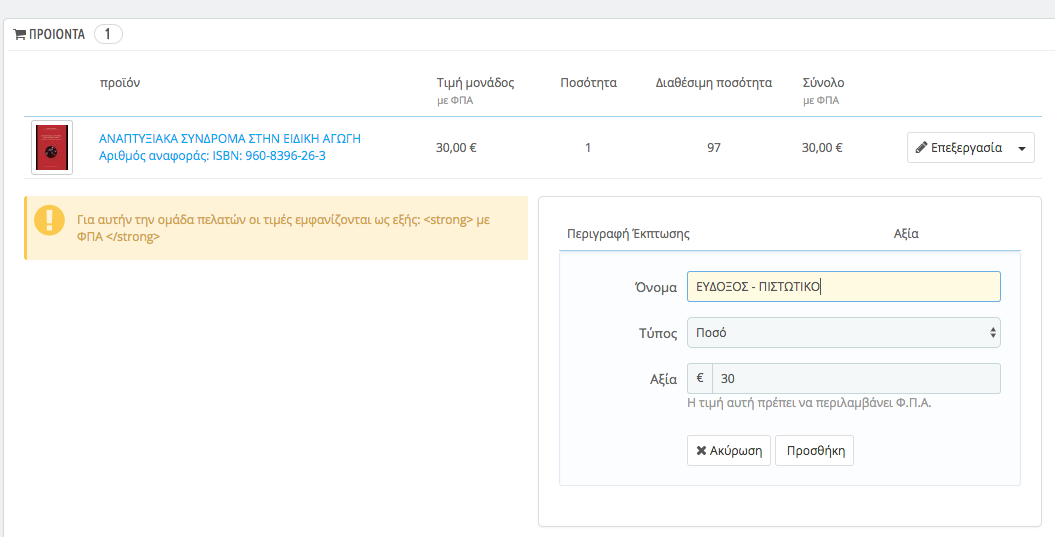 ΠΡΟΙΟΝΤΑ 1
προϊόν Τιμή μονάδος Ποσότητα Διαθέσιμη ποσότητα Σύνολο
με ΦΠΑ με ΦΠΑ
ΑΝΑΠΤΥΞΙΑΚΑ ΣΥΝΔΡΟΜΑ ΣΤΗΝ ΕΙΔΙΚΗ ΑΓΩΓΗ
Αριθμός αναφοράς: ISBN: 960-8396-26-3
30,00 € 1 97 30,00 € Επεξεργασία
Για αυτήν την ομάδα πελατών οι τιμές εμφανίζονται ως εξής: <strong> με
ΦΠΑ </strong>
Περιγραφή Έκπτωσης Αξία
Όνομα ΕΥΔΟΞΟΣ - ΠΙΣΤΩΤΙΚΟ
Τύπος Ποσό
Αξία € 30
Η τιμή αυτή πρέπει να περιλαμβάνει Φ.Π.Α.
Ακύρωση Προσθήκη